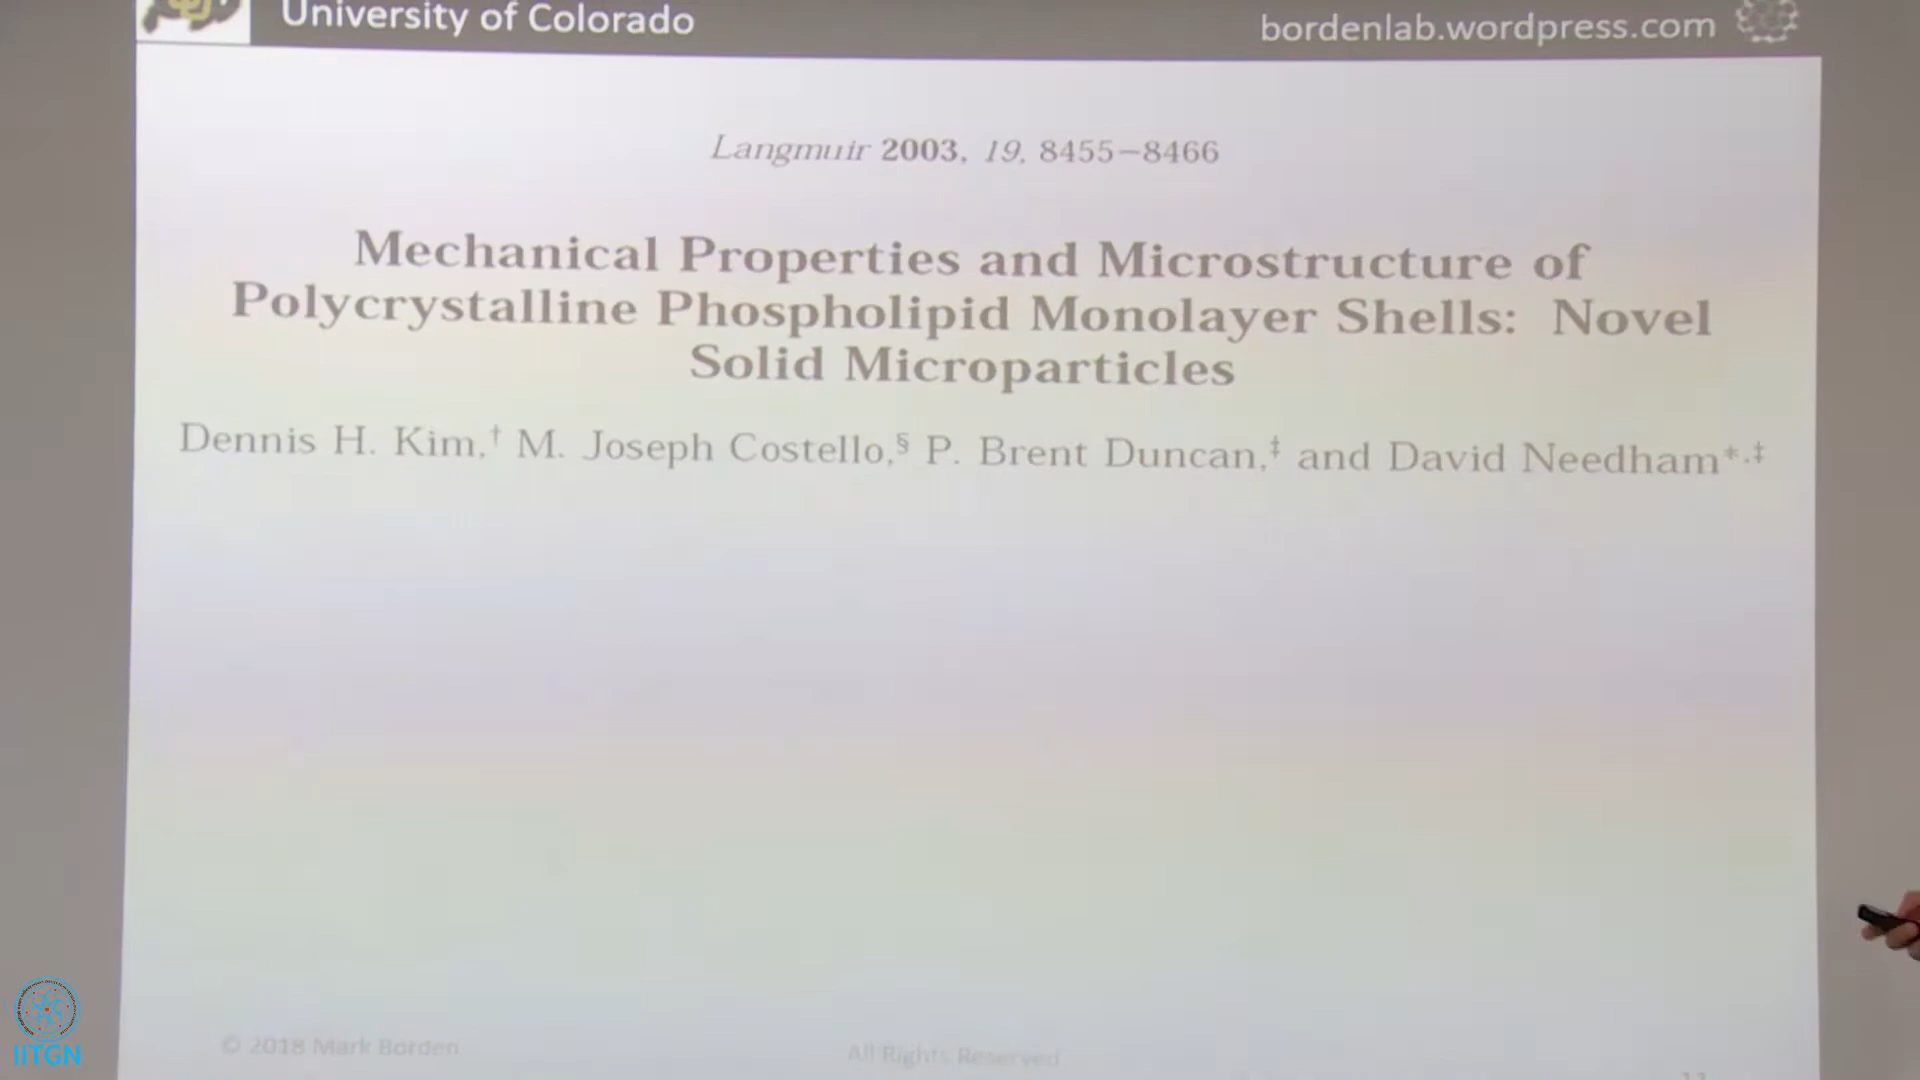 University of Colorado
bordenlab.wordpress.com
Langmuir 2003, 19, 8455–8466
Mechanical Properties and Microstructure of
Polycrystalline Phospholipid Monolayer Shells: Novel
Solid Microparticles
Dennis H. Kim,† M. Joseph Costello,§ P. Brent Duncan,‡ and David Needham*,‡
© 2018 Mark Borden
All Rights Reserved
IITGN